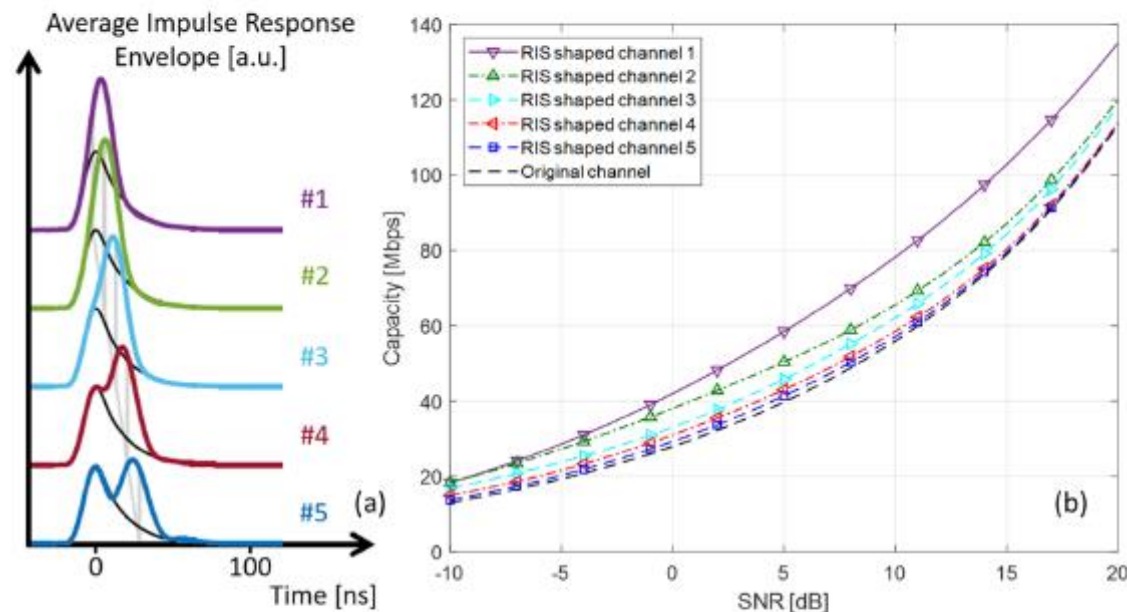 Average Impulse Response
Envelope [a.u.]
#1
#2
#3
#4
#5
(a)
0
100
Time [ns]
140
120
100
80
60
40
20
0
Capacity [Mbps]
RIS shaped channel 1
RIS shaped channel 2
RIS shaped channel 3
RIS shaped channel 4
RIS shaped channel 5
Original channel
(b)
-10
-5
0
5
10
15
20
SNR [dB]